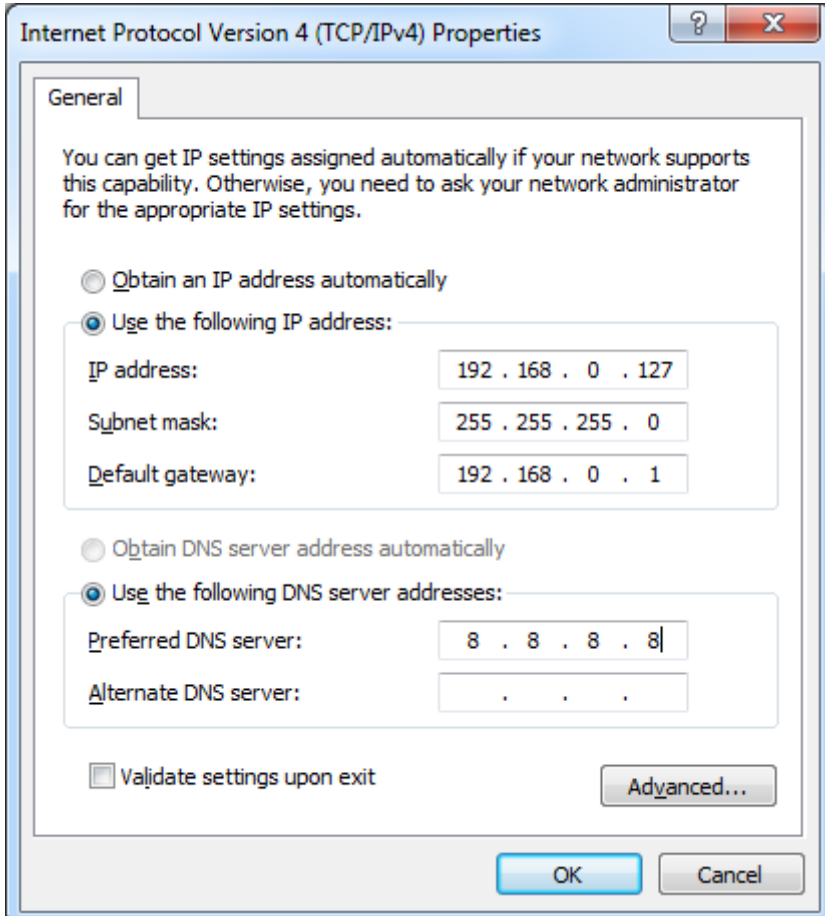 Internet Protocol Version 4 (TCP/IPv4) Properties
General
You can get IP settings assigned automatically if your network supports
this capability. Otherwise, you need to ask your network administrator
for the appropriate IP settings.
Obtain an IP address automatically
Use the following IP address:
IP address: 192 . 168 . 0 . 127
Subnet mask: 255 . 255 . 255 . 0
Default gateway: 192 . 168 . 0 . 1
Obtain DNS server address automatically
Use the following DNS server addresses:
Preferred DNS server: 8 . 8 . 8 . 8
Alternate DNS server: . . .
Validate settings upon exit
Advanced...
OK Cancel